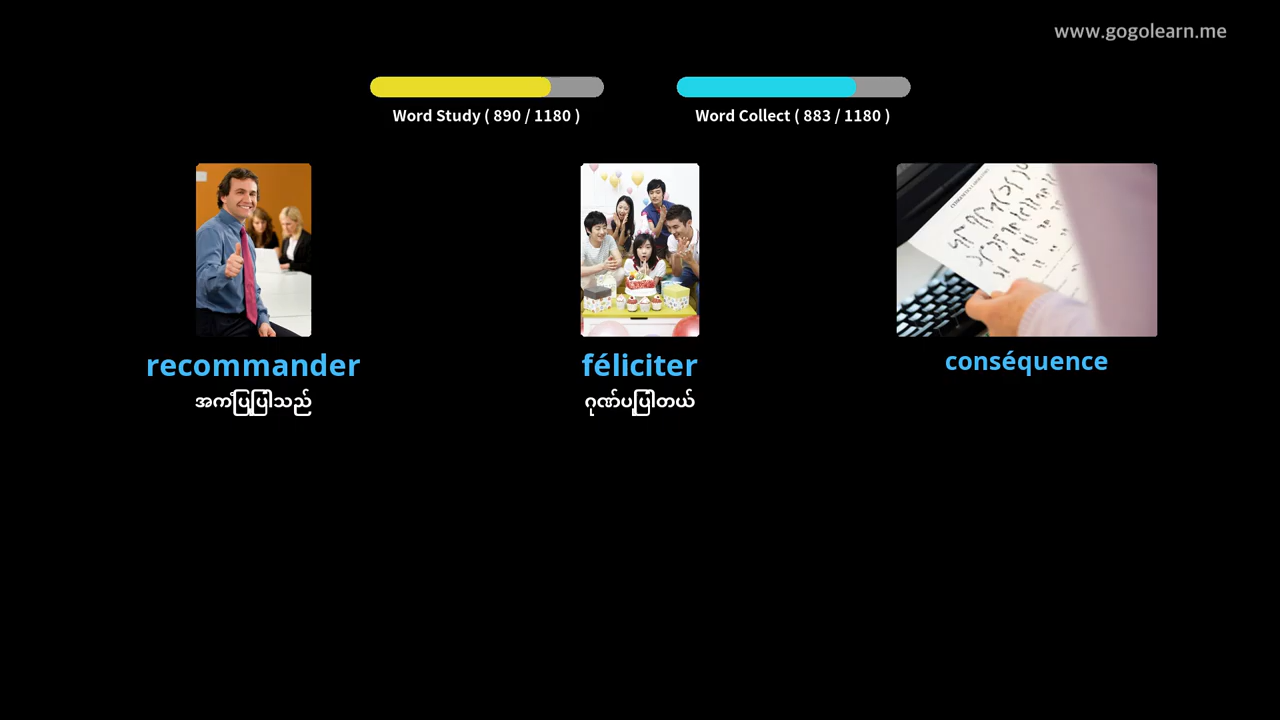 www.gogolearn.me
Word Study ( 890 / 1180 )
Word Collect ( 883 / 1180 )
recommander
အကံပြုပြုါသည်
féliciter
ဂုဏ်ပပြုါတယ်
conséquence